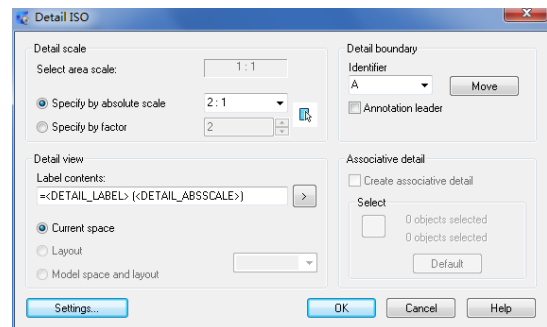 Detail ISO
Detail scale
Select area scale:
1 : 1
Specify by absolute scale
2 : 1
Specify by factor
2
Detail boundary
Identifier
A
Move
Annotation leader
Detail view
Label contents:
=<DETAIL_LABEL> (<DETAIL_ABSSCALE>)
>
Current space
Layout
Model space and layout
Associative detail
Create associative detail
Select
0 objects selected
0 objects selected
Default
Settings...
OK
Cancel
Help